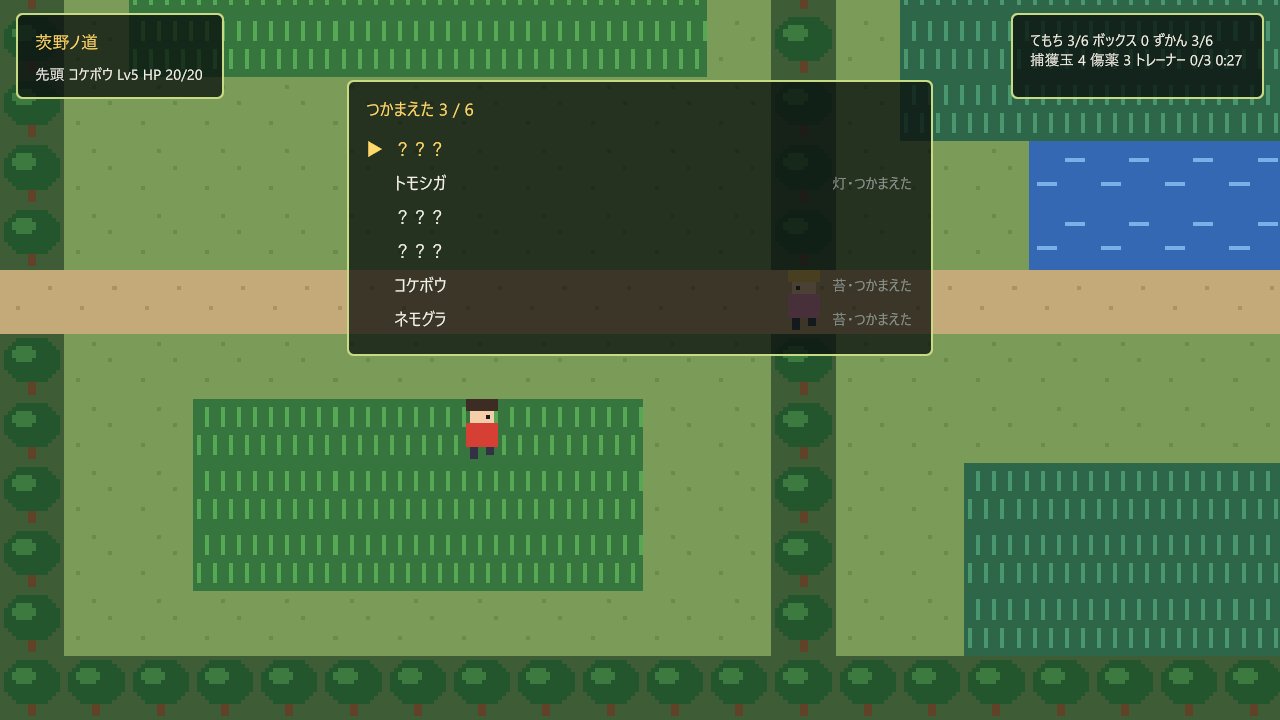 茨野ノ道
先頭 コケボウ Lv5 HP 20/20
てもち 3/6 ボックス 0 ずかん 3/6
捕獲玉 4 傷薬 3 トレーナー 0/3 0:27
つかまえた 3 / 6
▶ ？？？
トモシガ 灯・つかまえた
？？？
？？？
コケボウ 苔・つかまえた
ネモグラ 苔・つかまえた